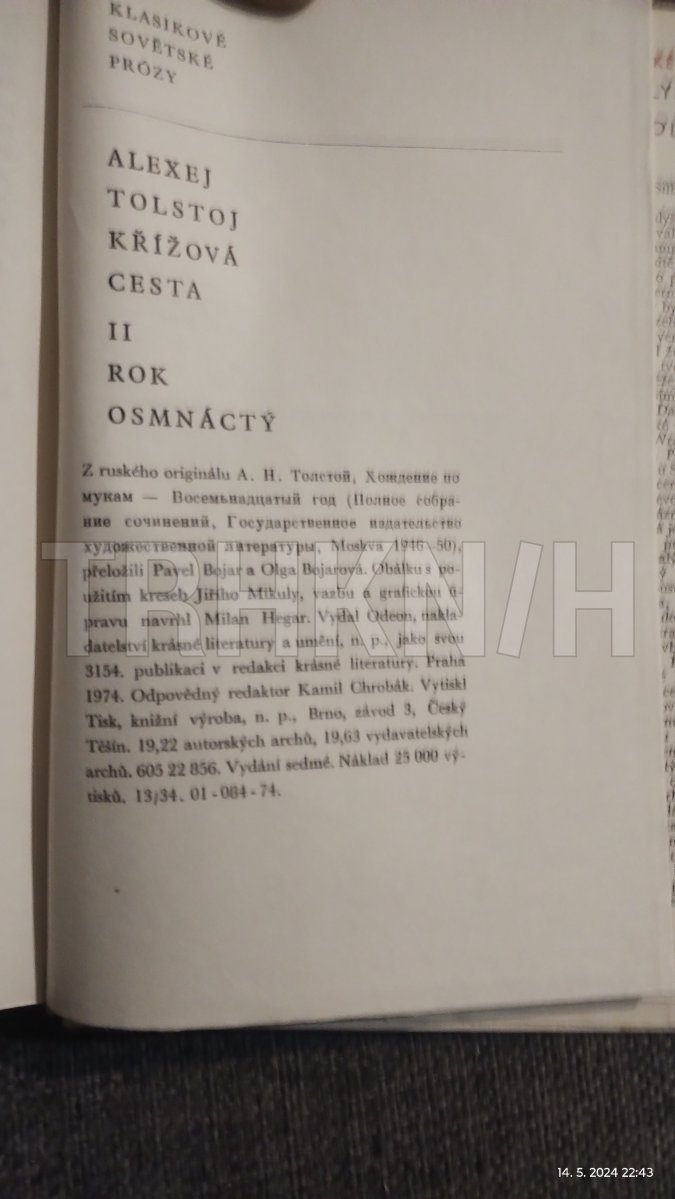 KLASIKOVÉ
SOVĚTSKÉ
PRÓZY
ALEXEJ
TOLSTOJ
KŘÍŽOVÁ
CESTA
II
ROK
OSMNÁCTÝ
Z ruského originálu А. Н. Толстой, Хождение по
мукам — Восемьнадцатый год (Полное собра-
ние сочинений, Государственное издательство
художественной литературы, Moskva 1946-50),
přeložili Pavel Bojar a Olga Bojarová. Obálku s po-
užitím kreseb Jiřího Mikuly, vazbu a grafickou ú-
pravu navrhl Milan Hegar. Vydal Odeon, nakla-
datelství krásné literatury a umění, n. p., jako svou
3154. publikaci v redakci krásné literatury. Praha
1974. Odpovědný redaktor Kamil Chrobák. Vytiskl
Tisk, knižní výroba, n. p., Brno, závod 3, Český
Těšín. 19,22 autorských archů, 19,63 vydavatelských
archů. 605 22 856. Vydání sedmé. Náklad 25 000 vý-
tisků. 13/34. 01-084-74.
TRHKNIH
14. 5. 2024 22:43